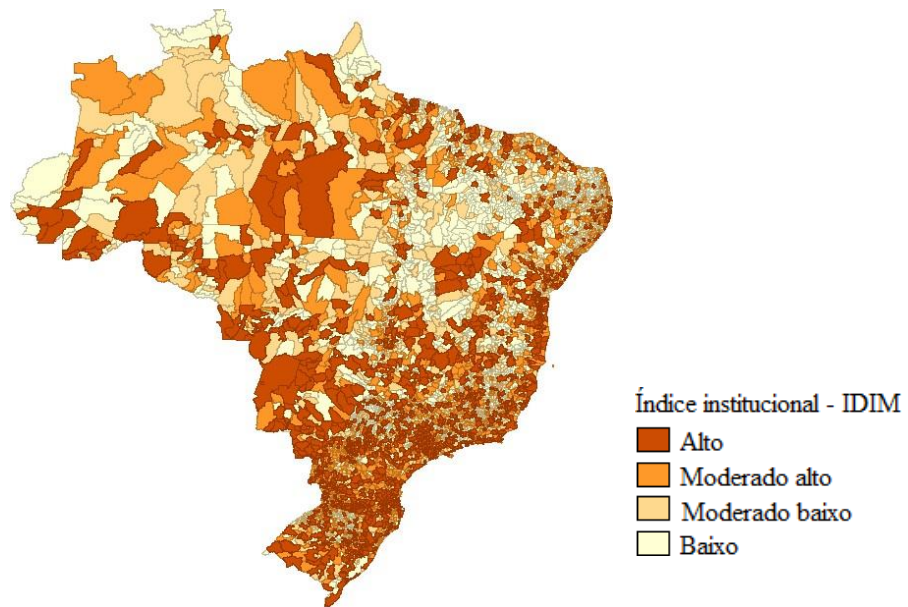 Índice institucional - IDIM
Alto
Moderado alto
Moderado baixo
Baixo